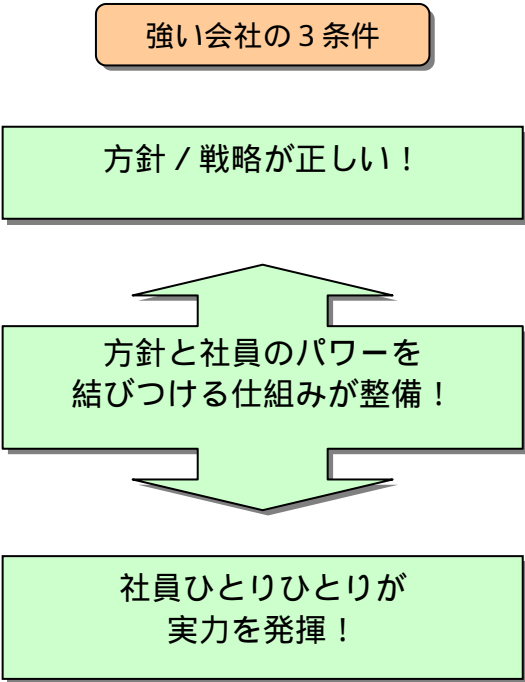 強い会社の３条件
方針／戦略が正しい！
方針と社員のパワーを
結びつける仕組みが整備！
社員ひとりひとりが
実力を発揮！